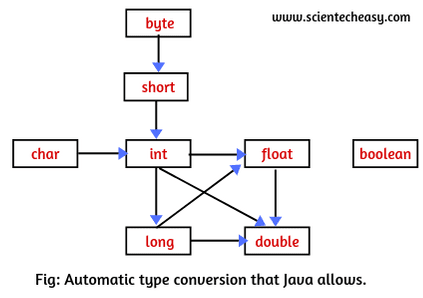 byte
www.scientecheasy.com
short
char
int
float
boolean
long
double
Fig: Automatic type conversion that Java allows.